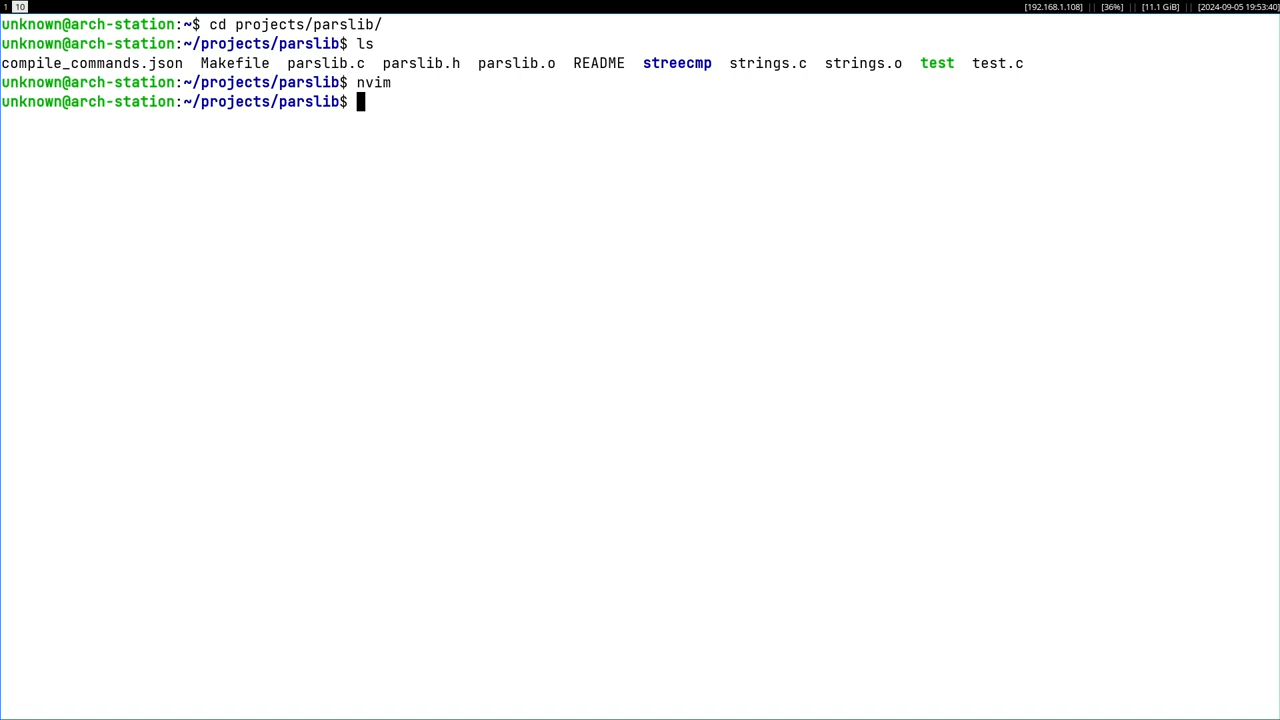 1 10 [192.168.1.108] || [36%] || [11.1 GiB] || [2024-09-05 19:53:40]
unknown@arch-station:~$ cd projects/parslib/
unknown@arch-station:~/projects/parslib$ ls
compile_commands.json  Makefile  parslib.c  parslib.h  parslib.o  README  streecmp  strings.c  strings.o  test  test.c
unknown@arch-station:~/projects/parslib$ nvim
unknown@arch-station:~/projects/parslib$